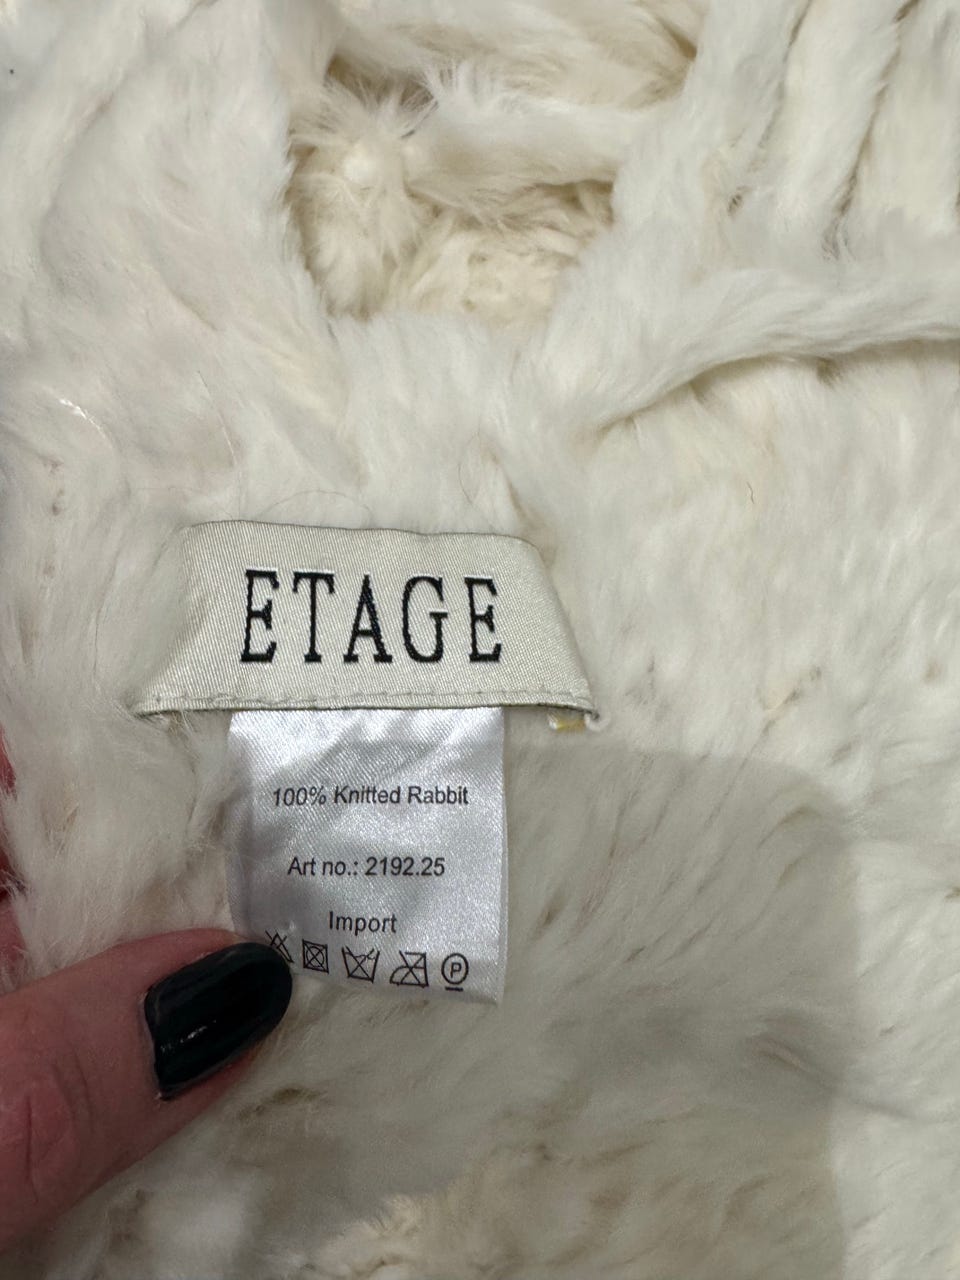 ETAGE
100% Knitted Rabbit
Art no.: 2192.25
Import
P